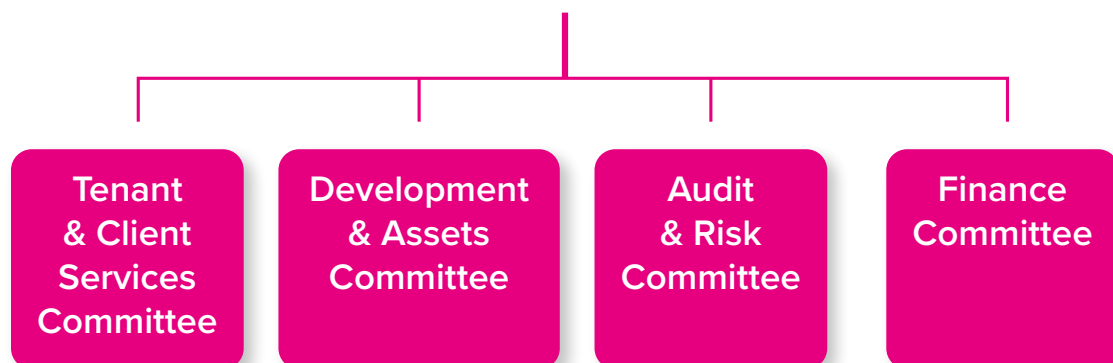 Tenant
& Client
Services
Committee
Development
& Assets
Committee
Audit
& Risk
Committee
Finance
Committee